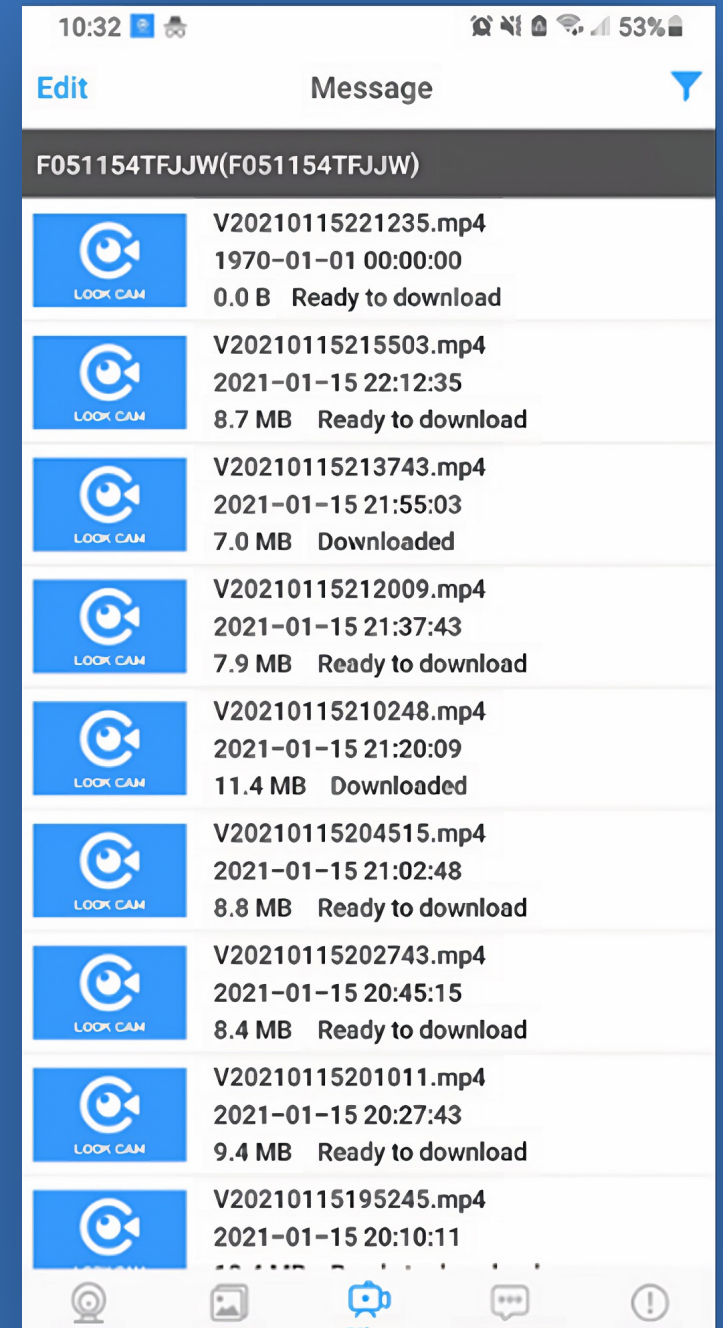 10:32 53%
Edit Message
F051154TFJJW(F051154TFJJW)
LOOK CAM
V20210115221235.mp4
1970-01-01 00:00:00
0.0 B Ready to download
LOOK CAM
V20210115215503.mp4
2021-01-15 22:12:35
8.7 MB Ready to download
LOOK CAM
V20210115213743.mp4
2021-01-15 21:55:03
7.0 MB Downloaded
LOOK CAM
V20210115212009.mp4
2021-01-15 21:37:43
7.9 MB Ready to download
LOOK CAM
V20210115210248.mp4
2021-01-15 21:20:09
11.4 MB Downloaded
LOOK CAM
V20210115204515.mp4
2021-01-15 21:02:48
8.8 MB Ready to download
LOOK CAM
V20210115202743.mp4
2021-01-15 20:45:15
8.4 MB Ready to download
LOOK CAM
V20210115201011.mp4
2021-01-15 20:27:43
9.4 MB Ready to download
V20210115195245.mp4
2021-01-15 20:10:11